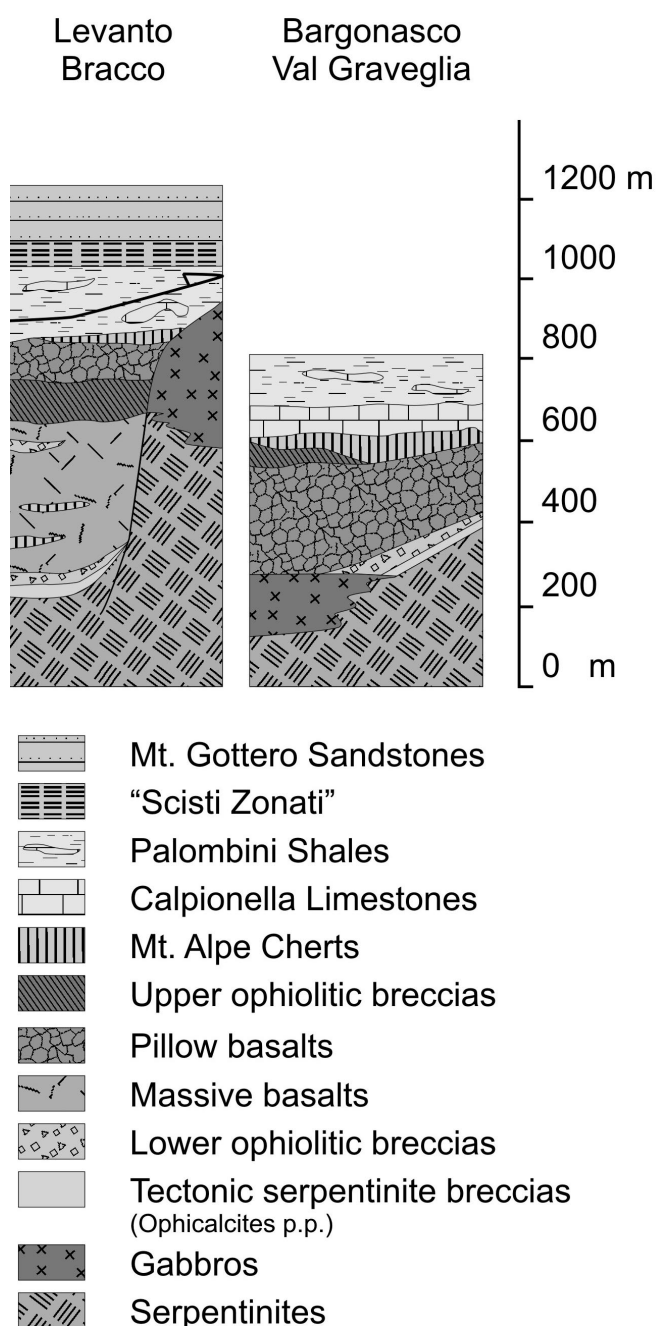 Levanto
Bracco
Bargonasco
Val Graveglia
1200 m
1000
800
600
400
200
0 m
Mt. Gottero Sandstones
“Scisti Zonati”
Palombini Shales
Calpionella Limestones
Mt. Alpe Cherts
Upper ophiolitic breccias
Pillow basalts
Massive basalts
Lower ophiolitic breccias
Tectonic serpentinite breccias
(Ophicalcites p.p.)
Gabbros
Serpentinites